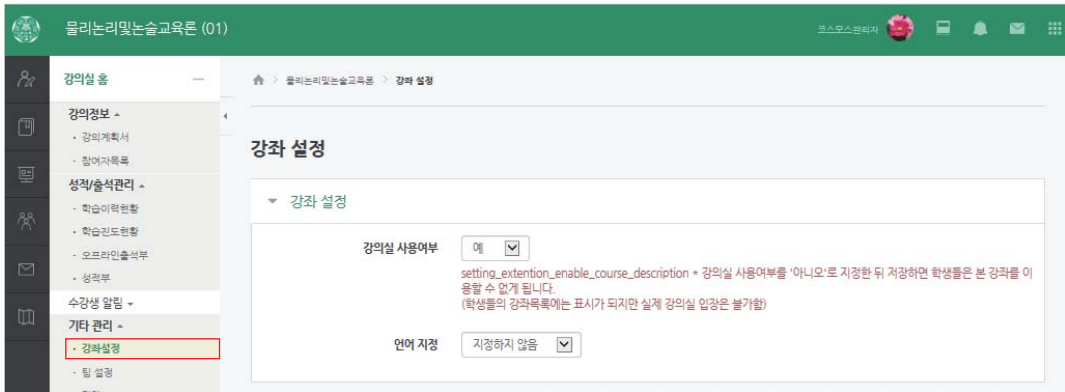 물리논리및논술교육론 (01)
코스모스관리자
강의실 홈
물리논리및논술교육론 > 강좌 설정
강의정보
· 강의계획서
· 참여자목록
강좌 설정
성적/출석관리
· 학습이력현황
· 학습진도현황
· 오프라인출석부
· 성적부
강좌 설정
강의실 사용여부 예
setting_extention_enable_course_description * 강의실 사용여부를 '아니오'로 지정한 뒤 저장하면 학생들은 본 강좌를 이
용할 수 없게 됩니다.
(학생들의 강좌목록에는 표시가 되지만 실제 강의실 입장은 불가함)
수강생 알림
기타 관리
· 강좌설정
· 팀 설정
언어 지정 지정하지 않음